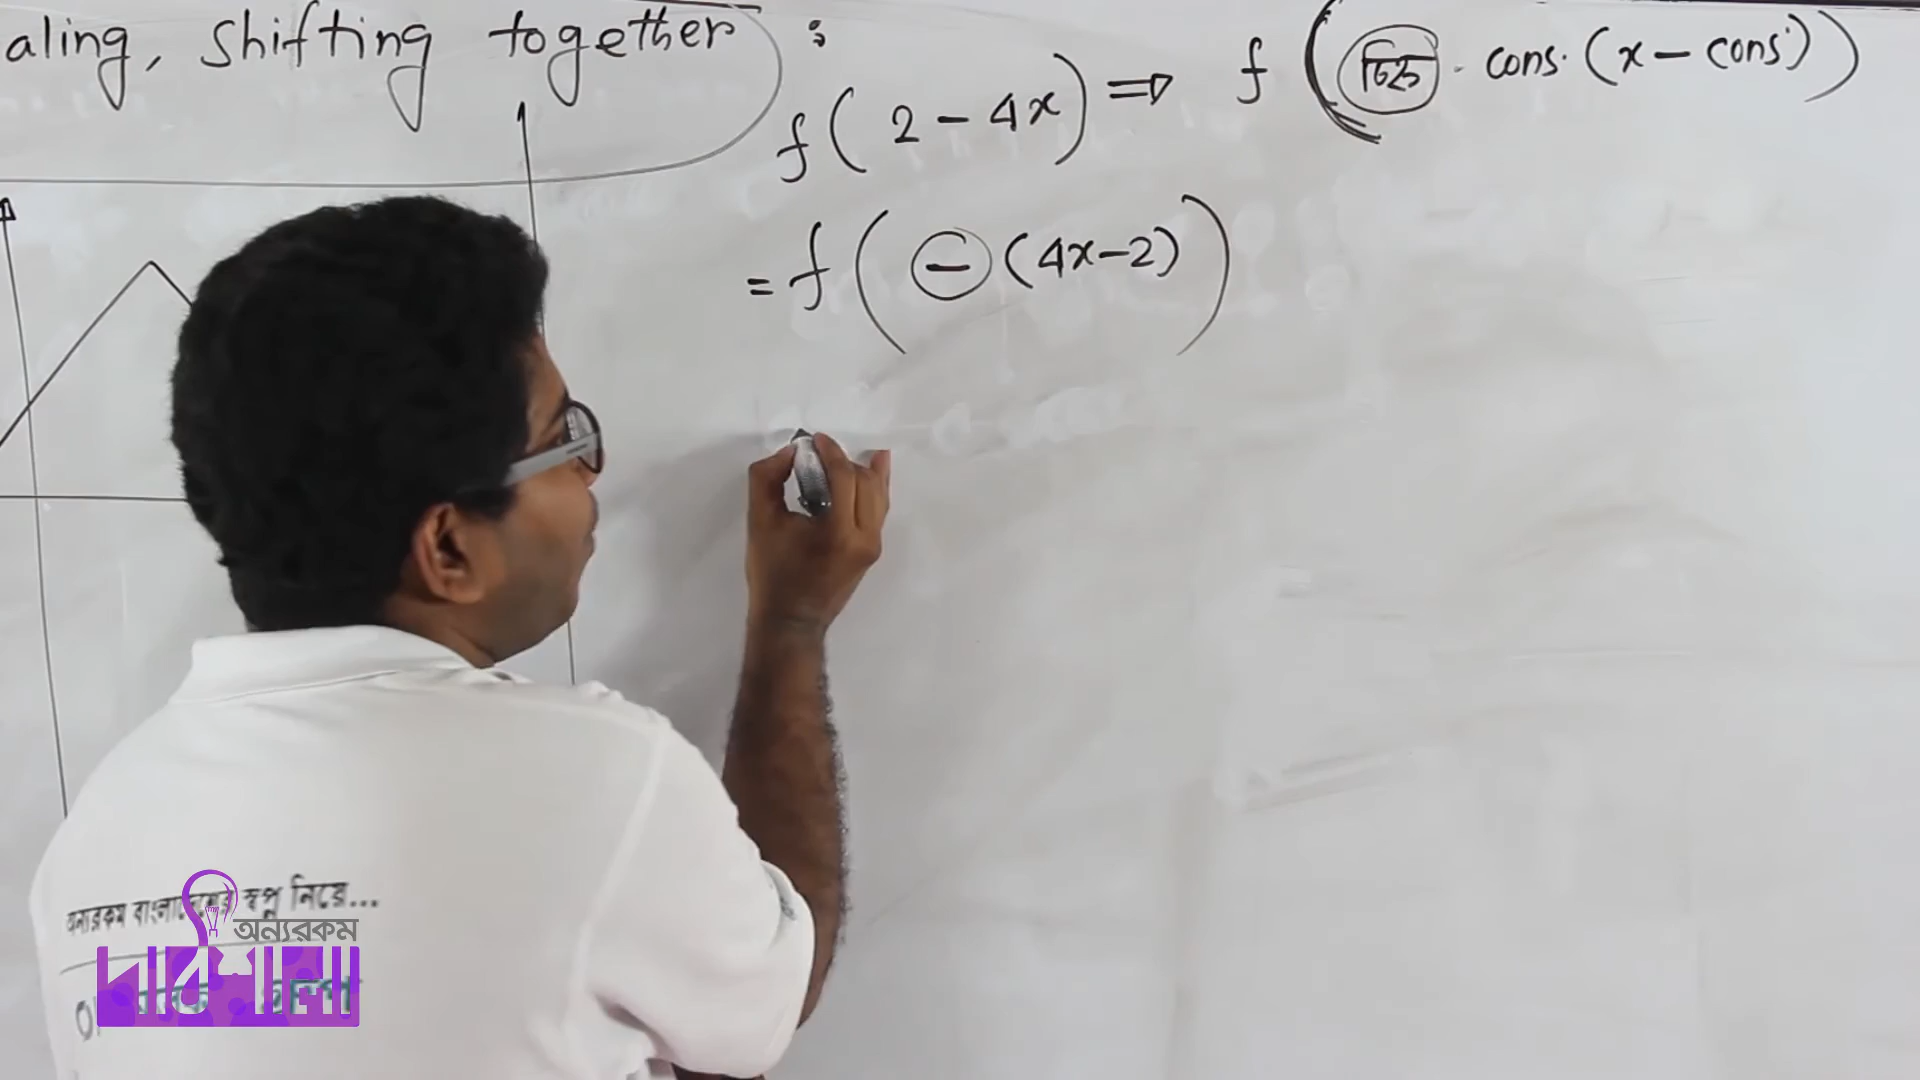 aling, shifting together :
f( 2 - 4x) ⇒ f (চিহ্ন · cons. (x - cons.))
= f( - (4x-2) )
অন্যরকম বাংলাদেশের স্বপ্ন নিয়ে...
অন্যরকম
পাঠশালা